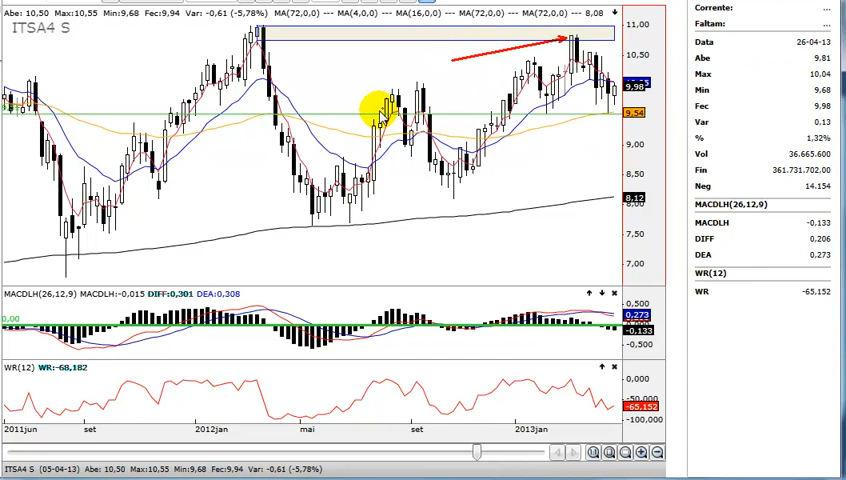 Abe: 10,50 Max:10,55 Min:9,68 Fec:9,94 Var: -0,61 (-5,78%) MA(72,0,0) --- MA(4,0,0) --- MA(16,0,0) --- MA(72,0,0) --- MA(72,0,0) --- 8,08
ITSA4 S
11,00
10,50
9,98
9,54
9,00
8,50
8,12
8,00
7,50
7,00
MACDLH(26,12,9) MACDLH:-0,015 DIFF:0,301 DEA:0,308
0,00
0,500
0,273
-0,133
-0,500
WR(12) WR:-68,182
0,000
-65,152
-100,000
2011jun set 2012jan mai set 2013jan
ITSA4 S (05-04-13) Abe: 10,50 Max:10,55 Min: 9,68 Fec: 9,94 Var: -0,61 (-5,78%)
Corrente: ...
Faltam: ...
Data 26-04-13
Abe 9,81
Max 10,04
Min 9,68
Fec 9,98
Var 0,13
% 1,32%
Vol 36.665.600
Fin 361.731.702,00
Neg 14.154
MACDLH(26,12,9)
MACDLH -0,133
DIFF 0,206
DEA 0,273
WR(12)
WR -65,152